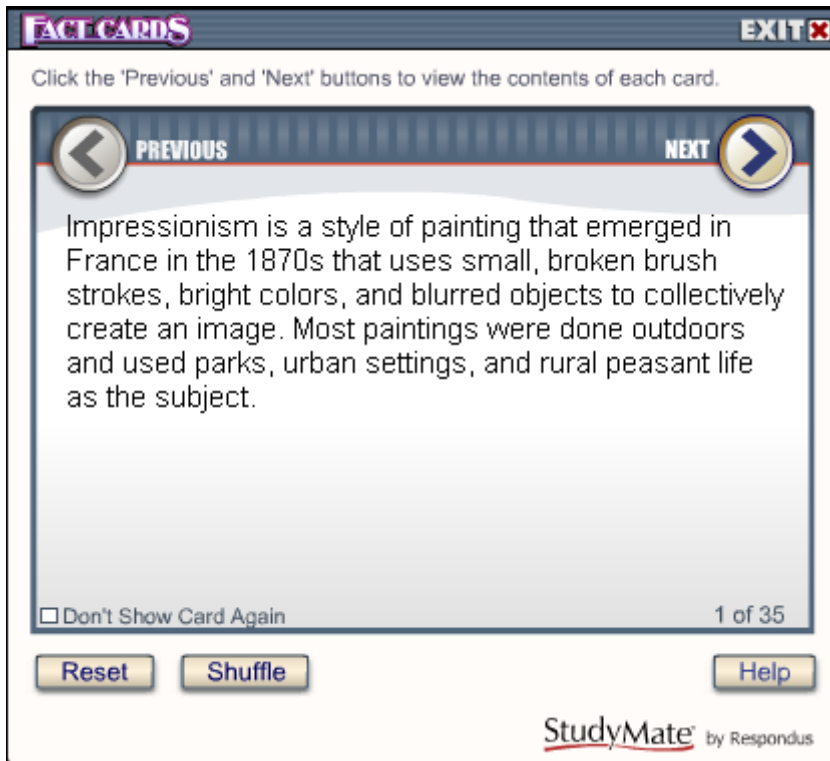 FACT CARDS
EXIT
Click the 'Previous' and 'Next' buttons to view the contents of each card.
PREVIOUS
NEXT
Impressionism is a style of painting that emerged in
France in the 1870s that uses small, broken brush
strokes, bright colors, and blurred objects to collectively
create an image. Most paintings were done outdoors
and used parks, urban settings, and rural peasant life
as the subject.
Don't Show Card Again
1 of 35
Reset
Shuffle
Help
StudyMate by Respondus